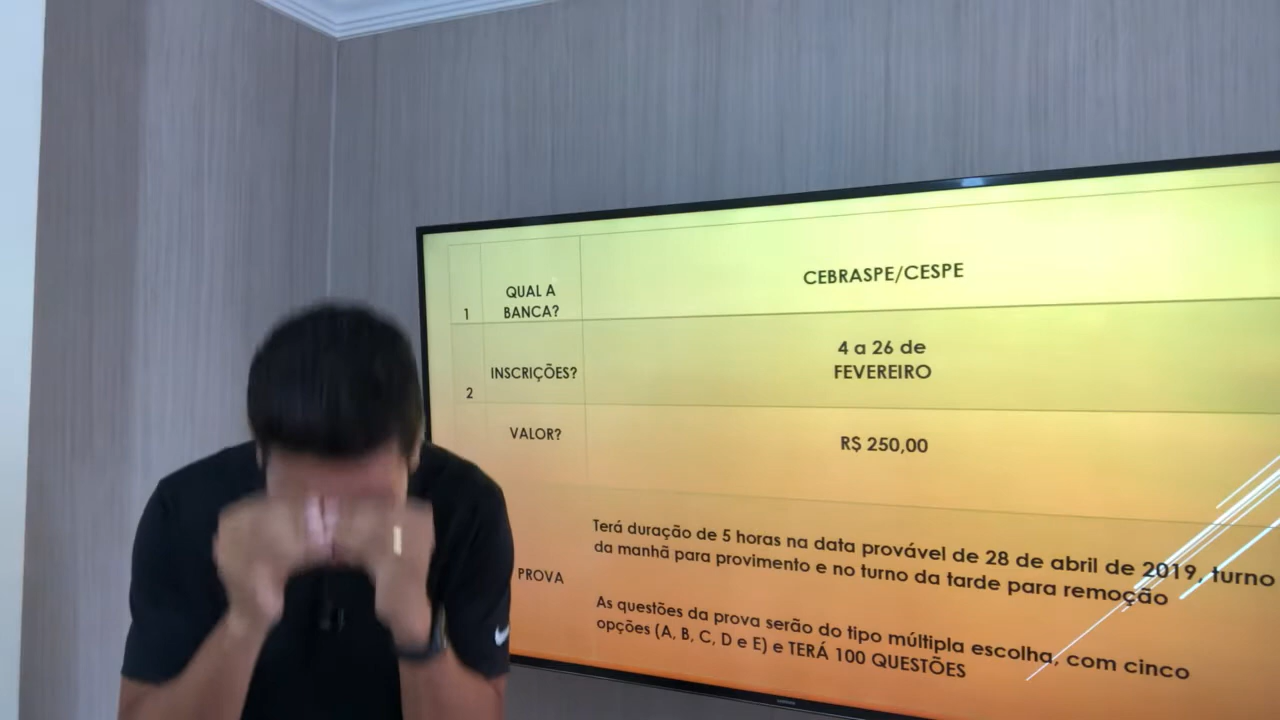 1
QUAL A
BANCA?
CEBRASPE/CESPE
2
INSCRIÇÕES?
4 a 26 de
FEVEREIRO
VALOR?
R$ 250,00
PROVA
Terá duração de 5 horas na data provável de 28 de abril de 2019, turno
da manhã para provimento e no turno da tarde para remoção
As questões da prova serão do tipo múltipla escolha, com cinco
opções (A, B, C, D e E) e TERÁ 100 QUESTÕES